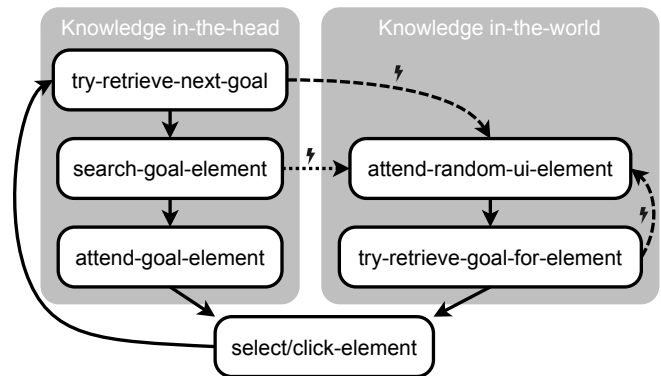 Knowledge in-the-head
Knowledge in-the-world
try-retrieve-next-goal
search-goal-element
attend-random-ui-element
attend-goal-element
try-retrieve-goal-for-element
select/click-element